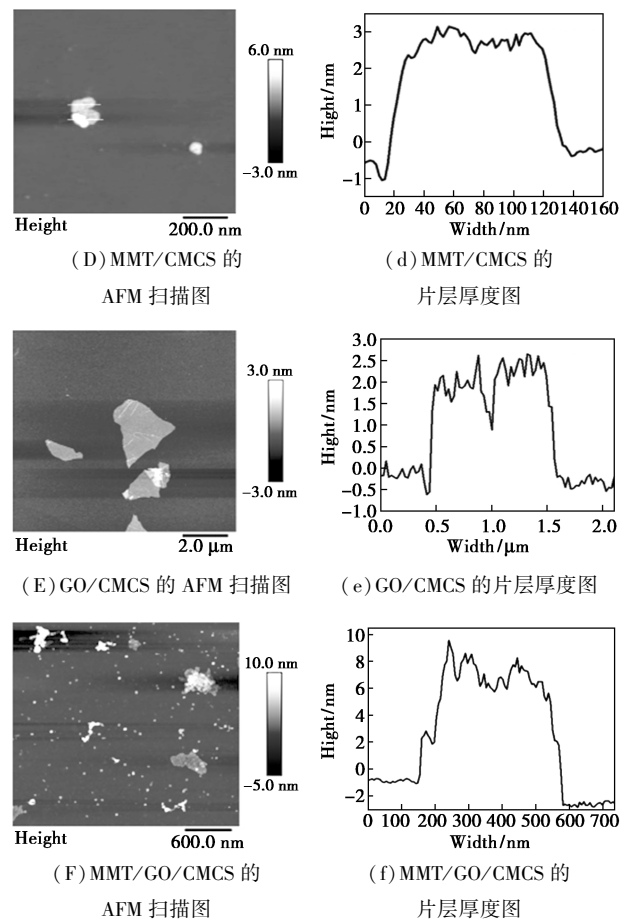 6.0 nm
−3.0 nm
Height
200.0 nm
(D)MMT/CMCS 的
AFM 扫描图
Hight/nm
3
2
1
0
−1
0 20 40 60 80 100 120 140 160
Width/nm
(d)MMT/CMCS 的
片层厚度图
3.0 nm
−3.0 nm
Height
2.0 μm
(E)GO/CMCS 的 AFM 扫描图
Hight/nm
3.0
2.5
2.0
1.5
1.0
0.5
0.0
−0.5
−1.0
0.0 0.5 1.0 1.5 2.0
Width/μm
(e)GO/CMCS 的片层厚度图
10.0 nm
−5.0 nm
Height
600.0 nm
(F)MMT/GO/CMCS 的
AFM 扫描图
Hight/nm
10
8
6
4
2
0
−2
0 100 200 300 400 500 600 700
Width/nm
(f)MMT/GO/CMCS 的
片层厚度图